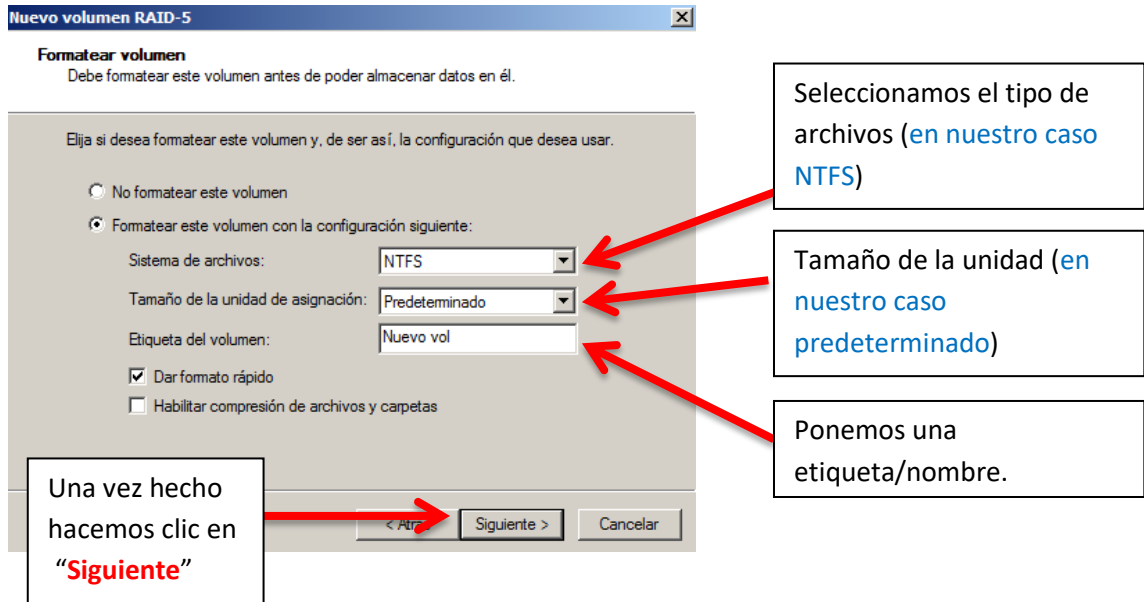 Nuevo volumen RAID-5
Formatear volumen
Debe formatear este volumen antes de poder almacenar datos en él.
Elija si desea formatear este volumen y, de ser así, la configuración que desea usar.
No formatear este volumen
Formatear este volumen con la configuración siguiente:
Sistema de archivos: NTFS
Tamaño de la unidad de asignación: Predeterminado
Etiqueta del volumen: Nuevo vol
Dar formato rápido
Habilitar compresión de archivos y carpetas
< Atrás Siguiente > Cancelar
Seleccionamos el tipo de
archivos (en nuestro caso
NTFS)
Tamaño de la unidad (en
nuestro caso
predeterminado)
Ponemos una
etiqueta/nombre.
Una vez hecho
hacemos clic en
“Siguiente”